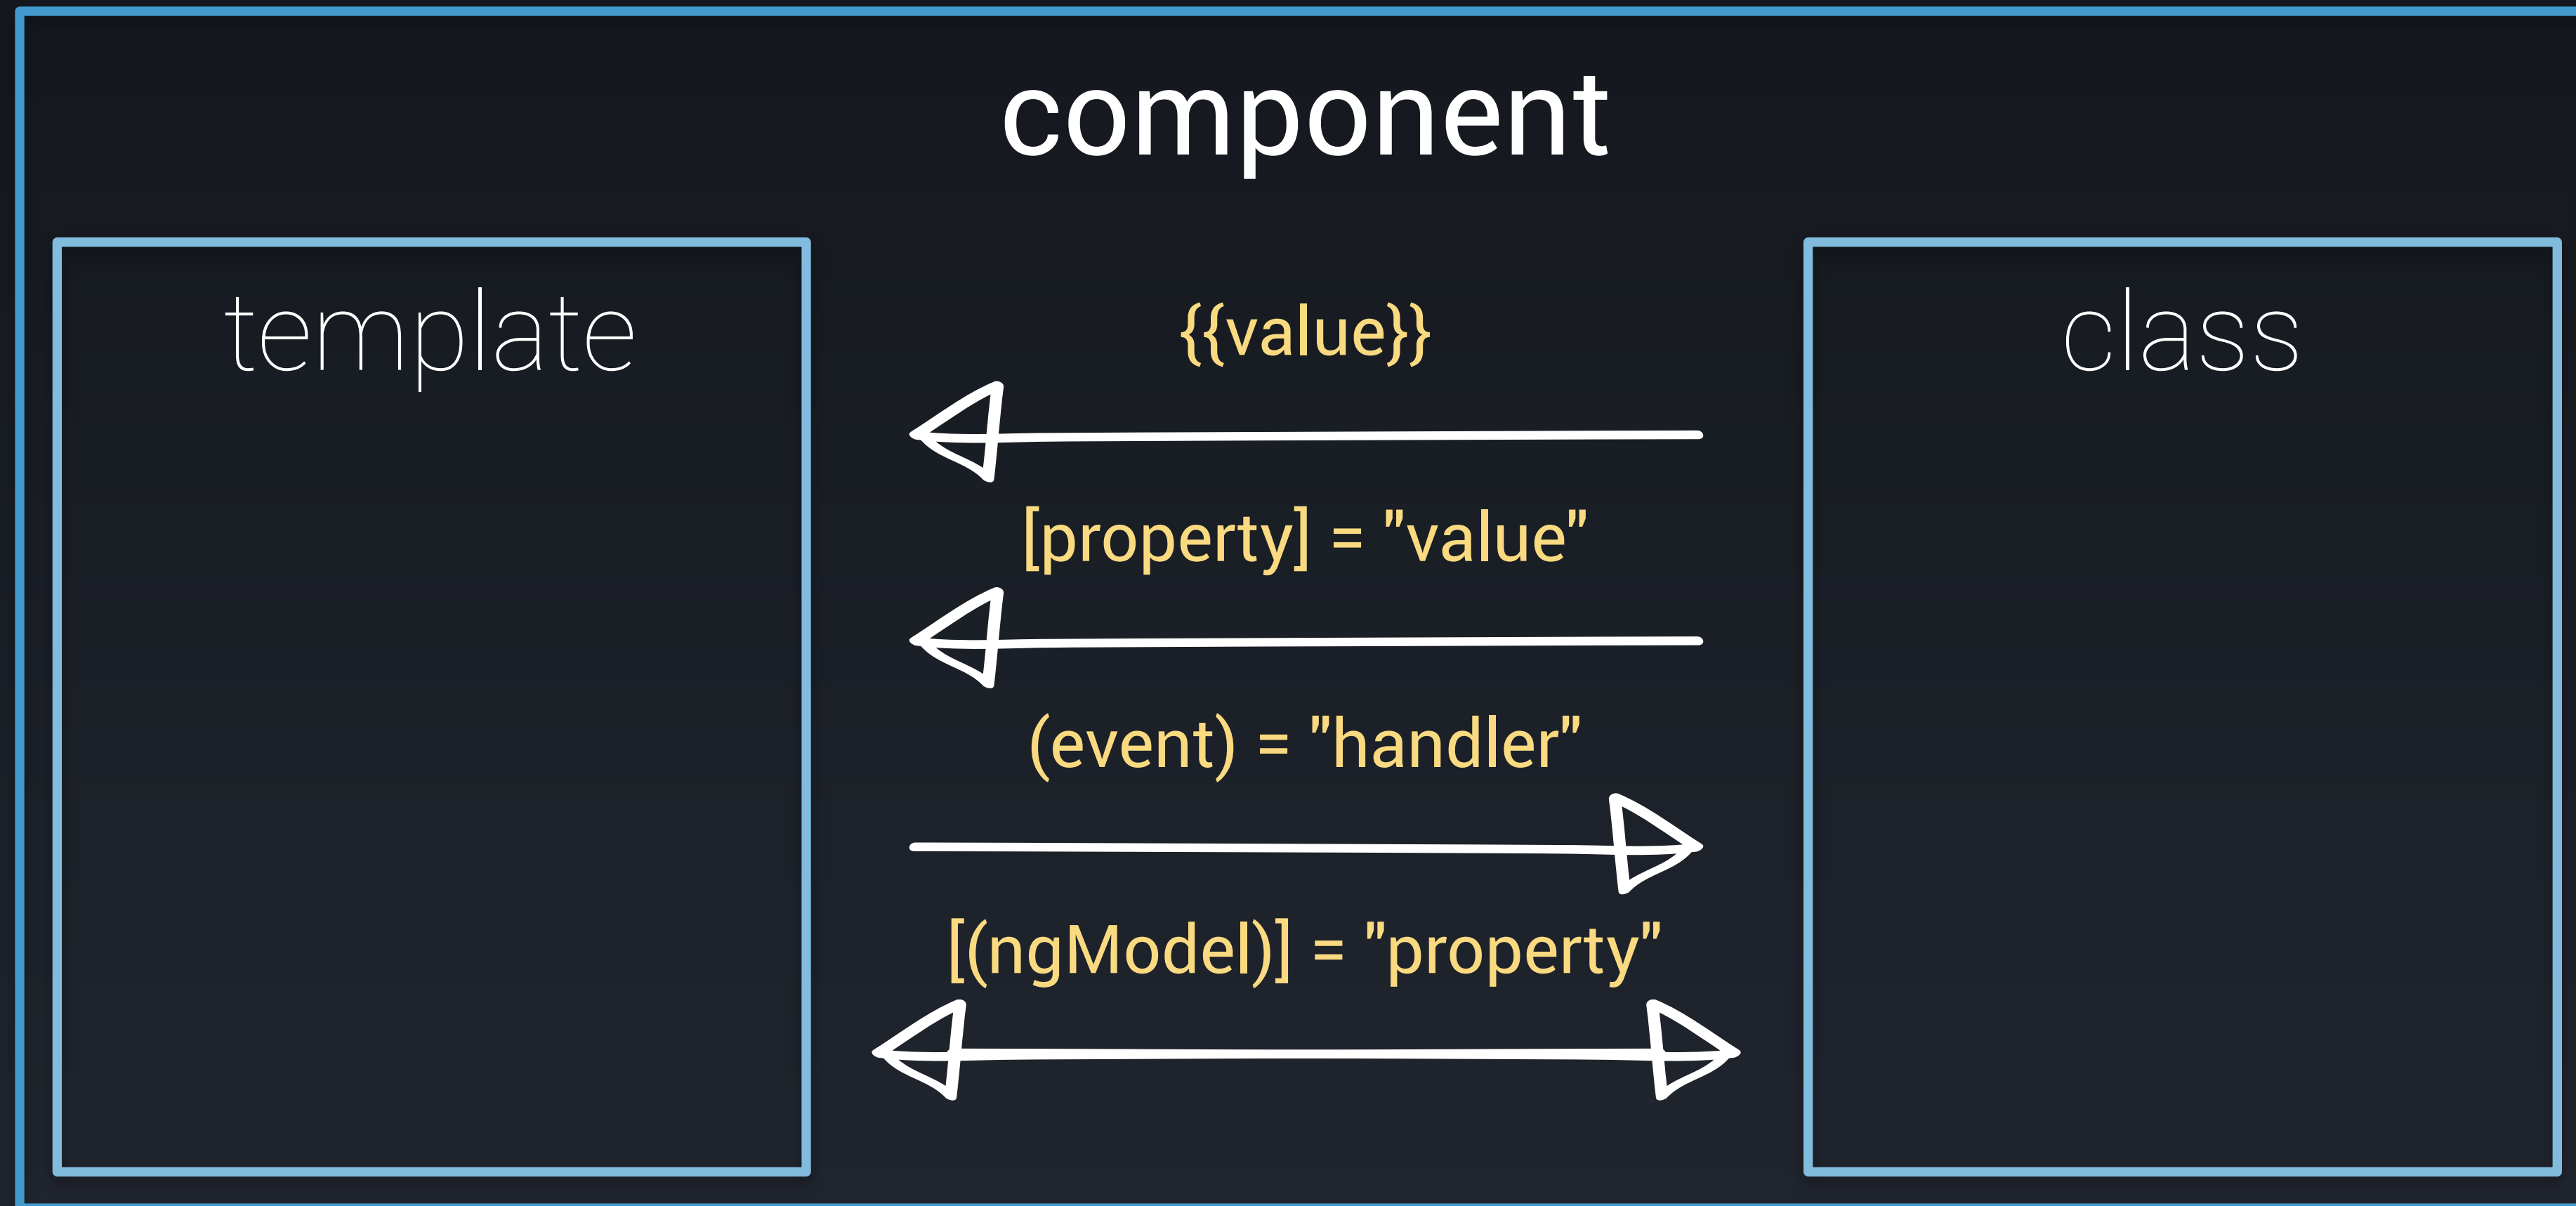 component
template
class
{{value}}
[property] = "value"
(event) = "handler"
[(ngModel)] = "property"